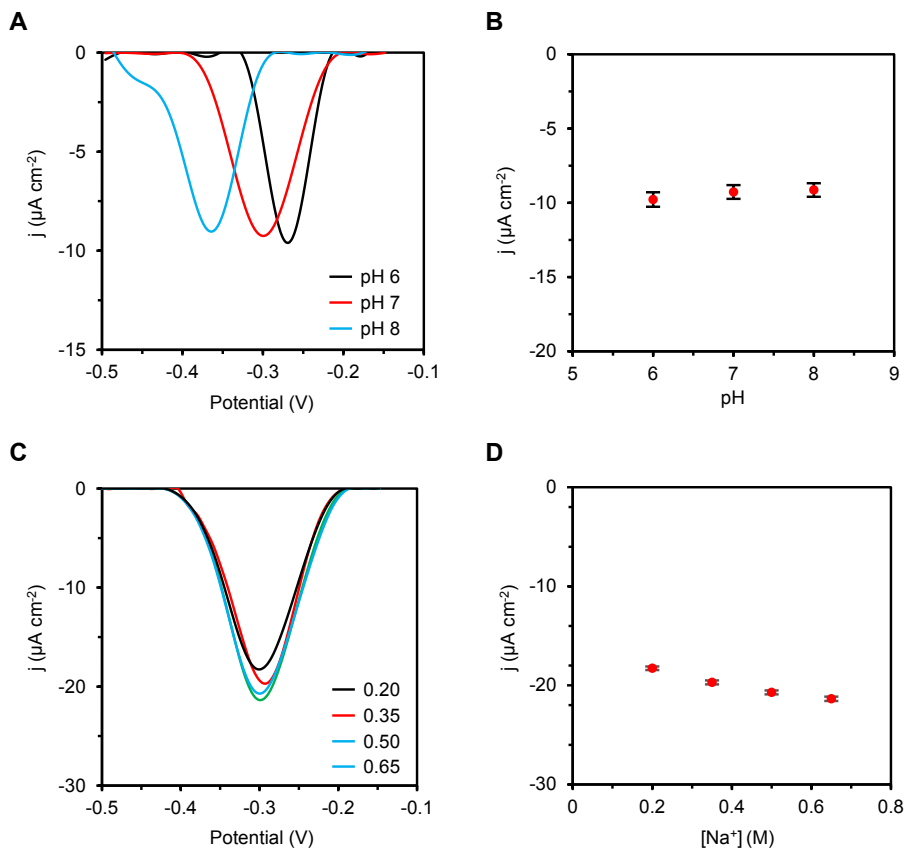 A
0
-5
-10
-15
j (µA cm⁻²)
-0.5 -0.4 -0.3 -0.2 -0.1
Potential (V)
pH 6
pH 7
pH 8
B
0
-5
-10
-15
-20
j (µA cm⁻²)
5 6 7 8 9
pH
C
0
-10
-20
-30
j (µA cm⁻²)
-0.5 -0.4 -0.3 -0.2 -0.1
Potential (V)
0.20
0.35
0.50
0.65
D
0
-10
-20
-30
j (µA cm⁻²)
0 0.2 0.4 0.6 0.8
[Na⁺] (M)